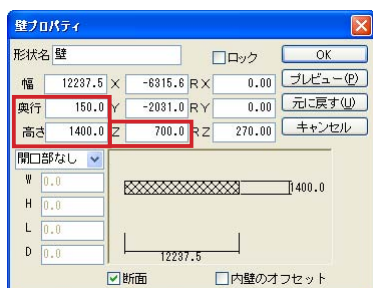 壁プロパティ
形状名 壁 ロック OK
幅 12237.5 X -6315.6 RX 0.00 プレビュー(P)
奥行 150.0 Y -2031.0 RY 0.00 元に戻す(U)
高さ 1400.0 Z 700.0 RZ 270.00 キャンセル
開口部なし
W 0.0
H 0.0
L 0.0
D 0.0
1400.0
12237.5
断面 内壁のオフセット